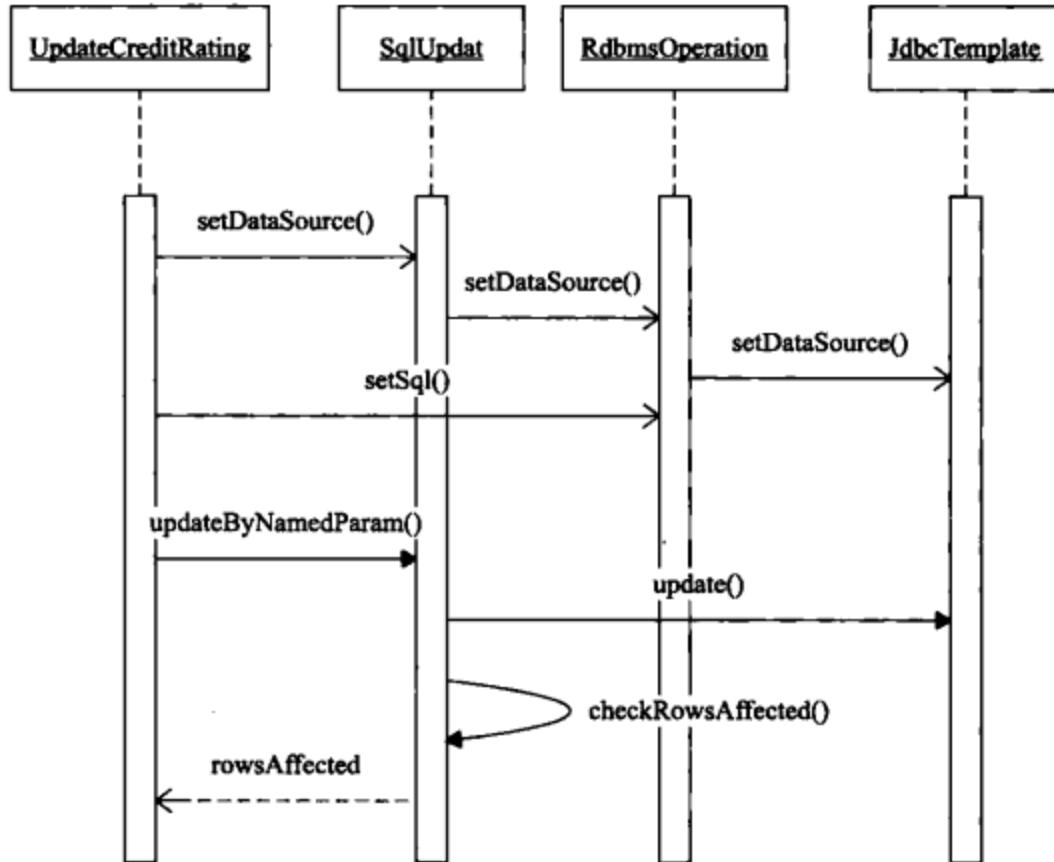 UpdateCreditRating
SqlUpdat
RdbmsOperation
JdbcTemplate
setDataSource()
setDataSource()
setDataSource()
setSql()
updateByNamedParam()
update()
checkRowsAffected()
rowsAffected